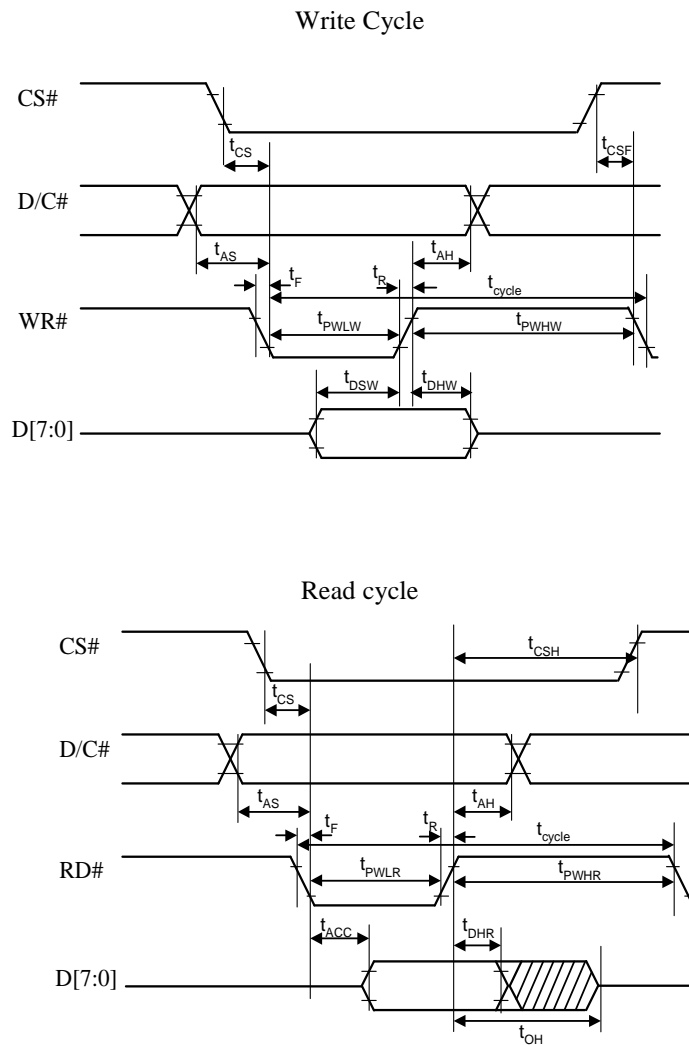 Write Cycle
CS#
tCS
tCSF
D/C#
tAS
tF
tR
tAH
tcycle
WR#
tPWLW
tPWHW
tDSW
tDHW
D[7:0]
Read cycle
CS#
tCSH
tCS
D/C#
tAS
tF
tR
tAH
tcycle
RD#
tPWLR
tPWHR
tACC
tDHR
D[7:0]
tOH